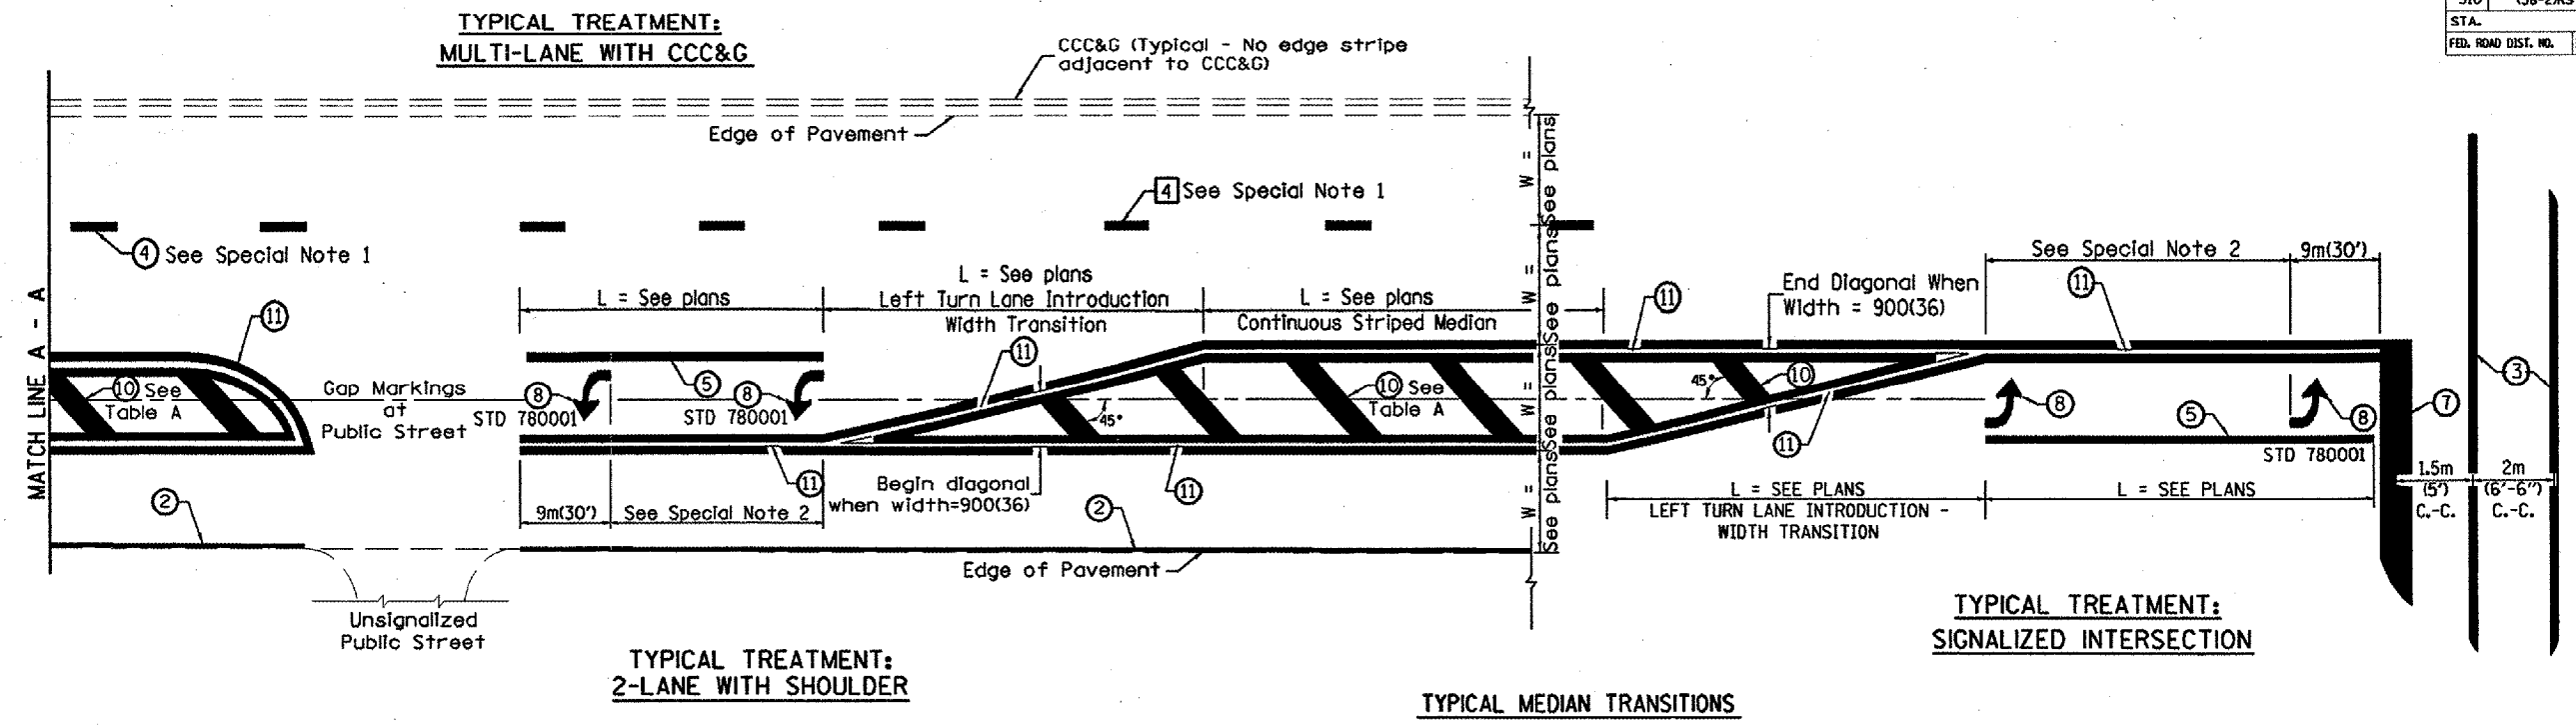 TYPICAL TREATMENT:
MULTI-LANE WITH CCC&G
CCC&G (Typical - No edge stripe
adjacent to CCC&G)
STA.
FED. ROAD DIST. NO.
Edge of Pavement
W = See plans
4 See Special Note 1
4 See Special Note 1
W = See plans
MATCH LINE A - A
11
10 See
Table A
Gap Markings
at
Public Street
2
L = See plans
L = See plans
Left Turn Lane Introduction
Width Transition
L = See plans
Continuous Striped Median
11
End Diagonal When
Width = 900(36)
See Special Note 2
9m(30')
11
8
STD 780001
5
8
STD 780001
11
45°
10 See
Table A
W = See plans
45°
10
11
8
5
8
STD 780001
3
7
11
Begin diagonal
when width=900(36)
11
11
9m(30')
See Special Note 2
2
W = See plans
L = SEE PLANS
LEFT TURN LANE INTRODUCTION -
WIDTH TRANSITION
L = SEE PLANS
1.5m
(5')
C.-C.
2m
(6'-6")
C.-C.
Edge of Pavement
Unsignalized
Public Street
TYPICAL TREATMENT:
2-LANE WITH SHOULDER
TYPICAL TREATMENT:
SIGNALIZED INTERSECTION
TYPICAL MEDIAN TRANSITIONS